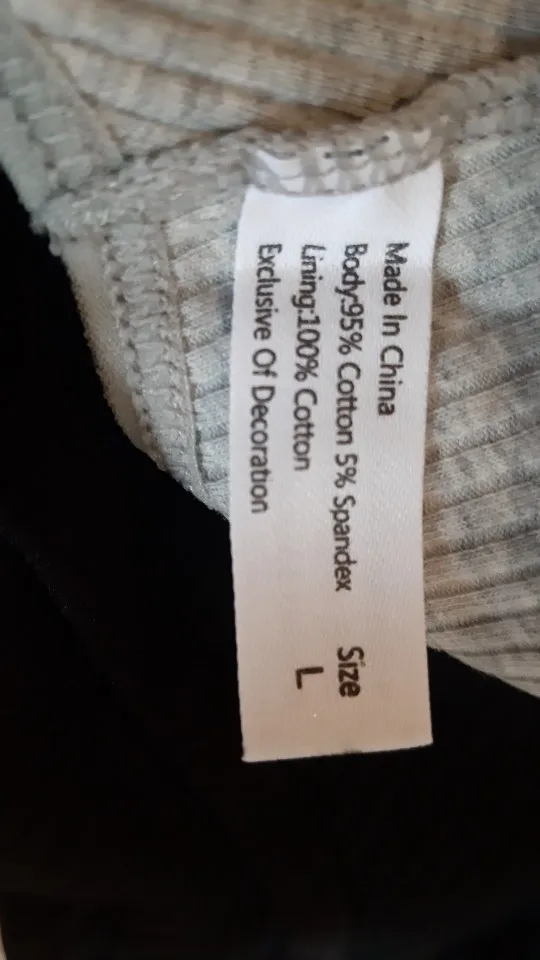 Made In China
Body:95% Cotton 5% Spandex
Lining:100% Cotton
Exclusive Of Decoration
Size
L